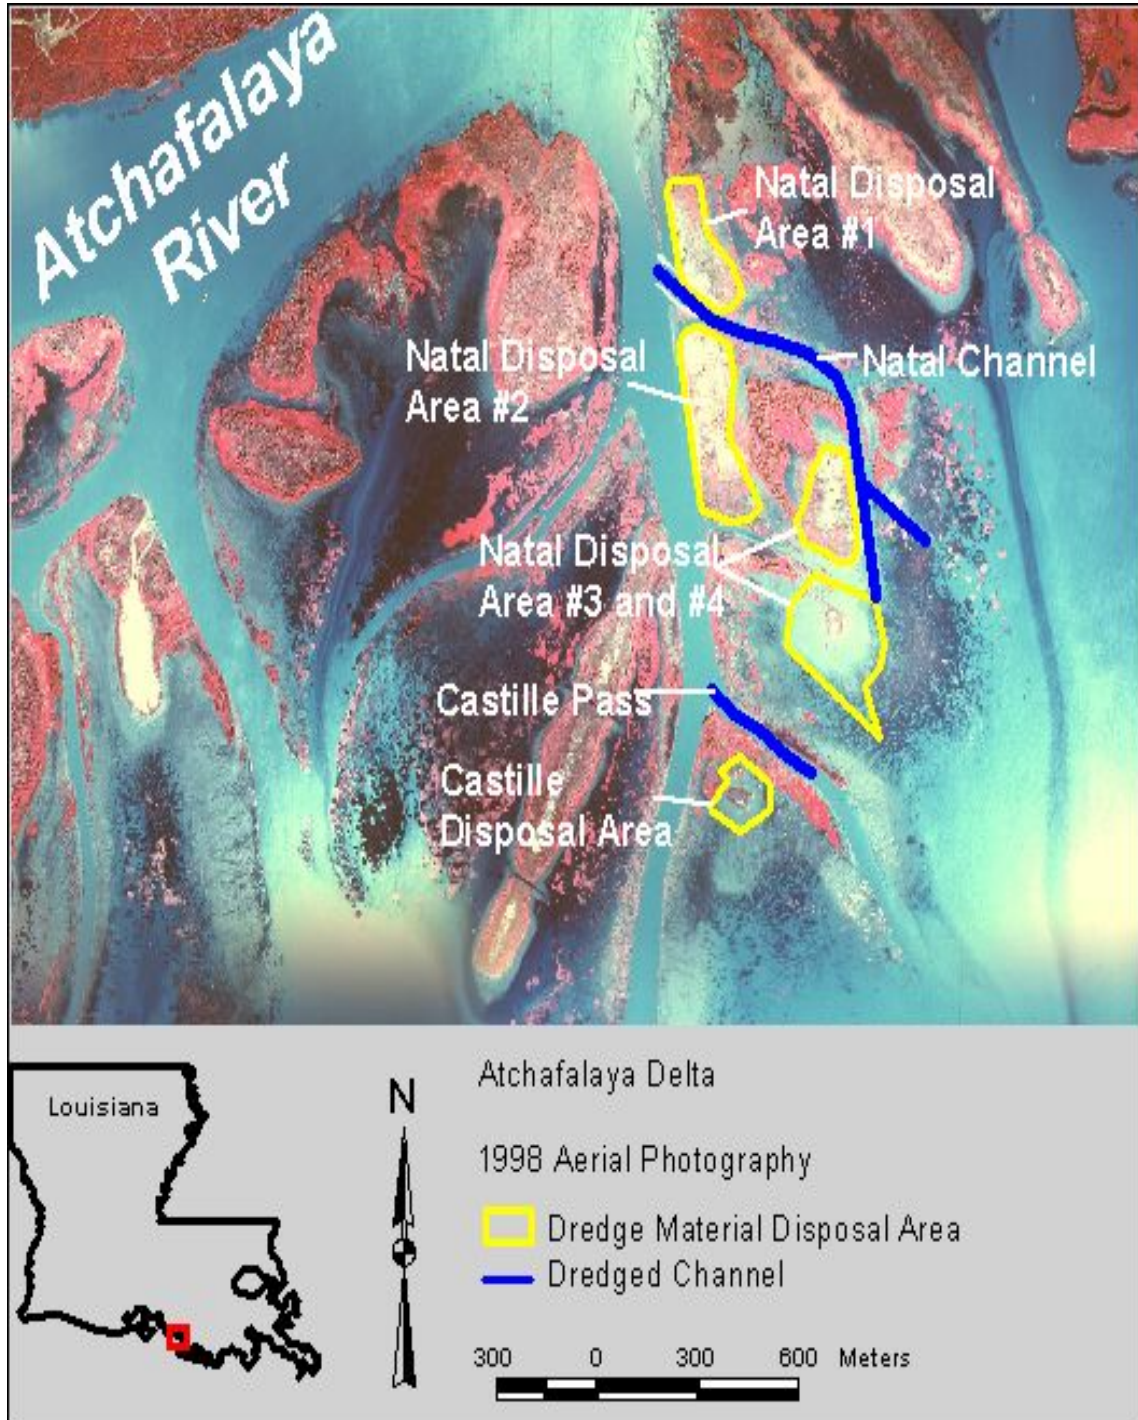 Atchafalaya
River
Natal Disposal
Area #1
Natal Disposal
Area #2
Natal Channel
Natal Disposal
Area #3 and #4
Castille Pass
Castille
Disposal Area
Louisiana
N
Atchafalaya Delta
1998 Aerial Photography
Dredge Material Disposal Area
Dredged Channel
300 0 300 600 Meters